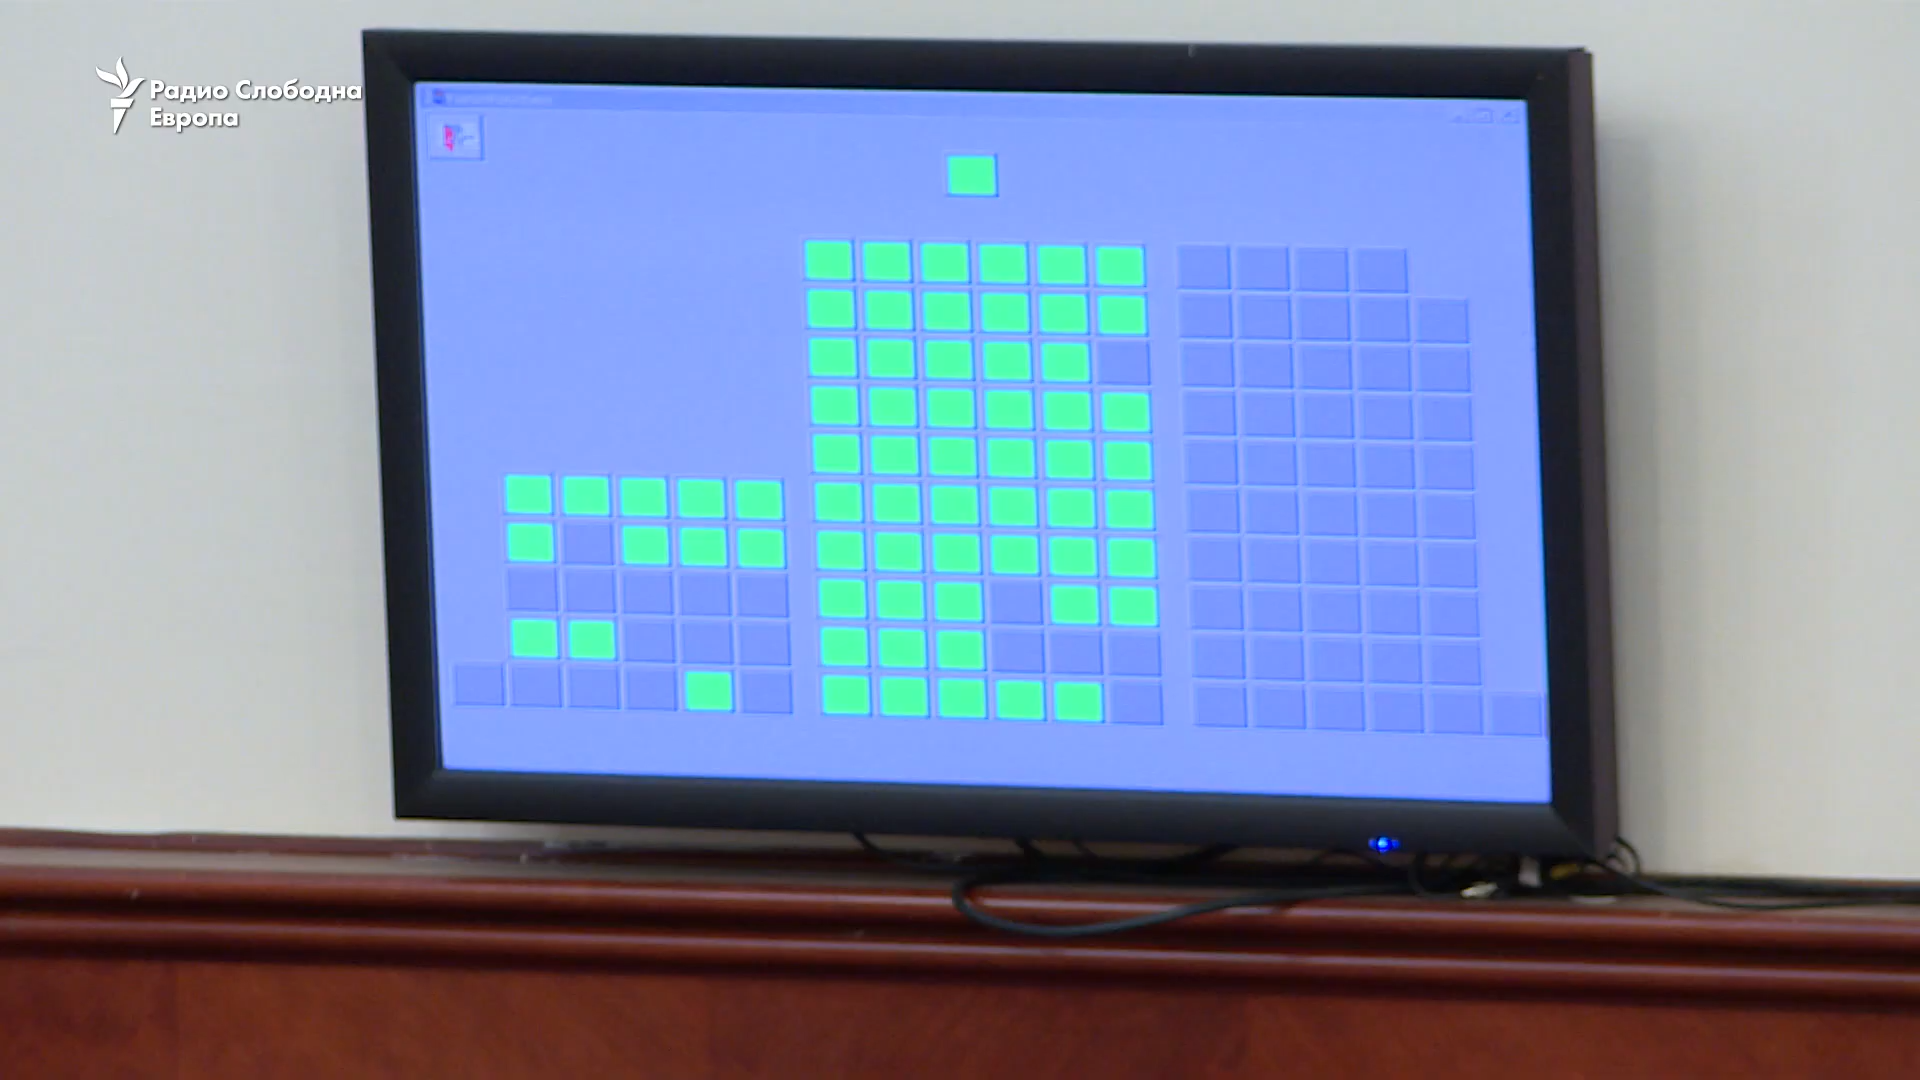 Радио Слободна
Европа